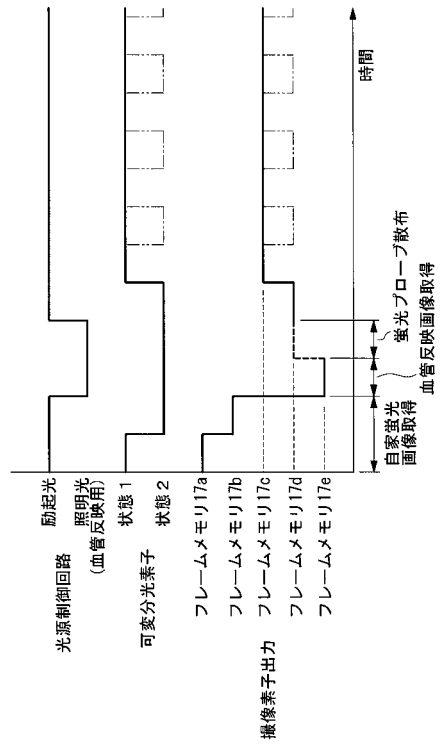 光源制御回路
励起光
照明光
(血管反映用)
可変分光素子
状態1
状態2
撮像素子出力
フレームメモリ17a
フレームメモリ17b
フレームメモリ17c
フレームメモリ17d
フレームメモリ17e
時間
自家蛍光
画像取得
血管反映画像取得
蛍光プローブ散布